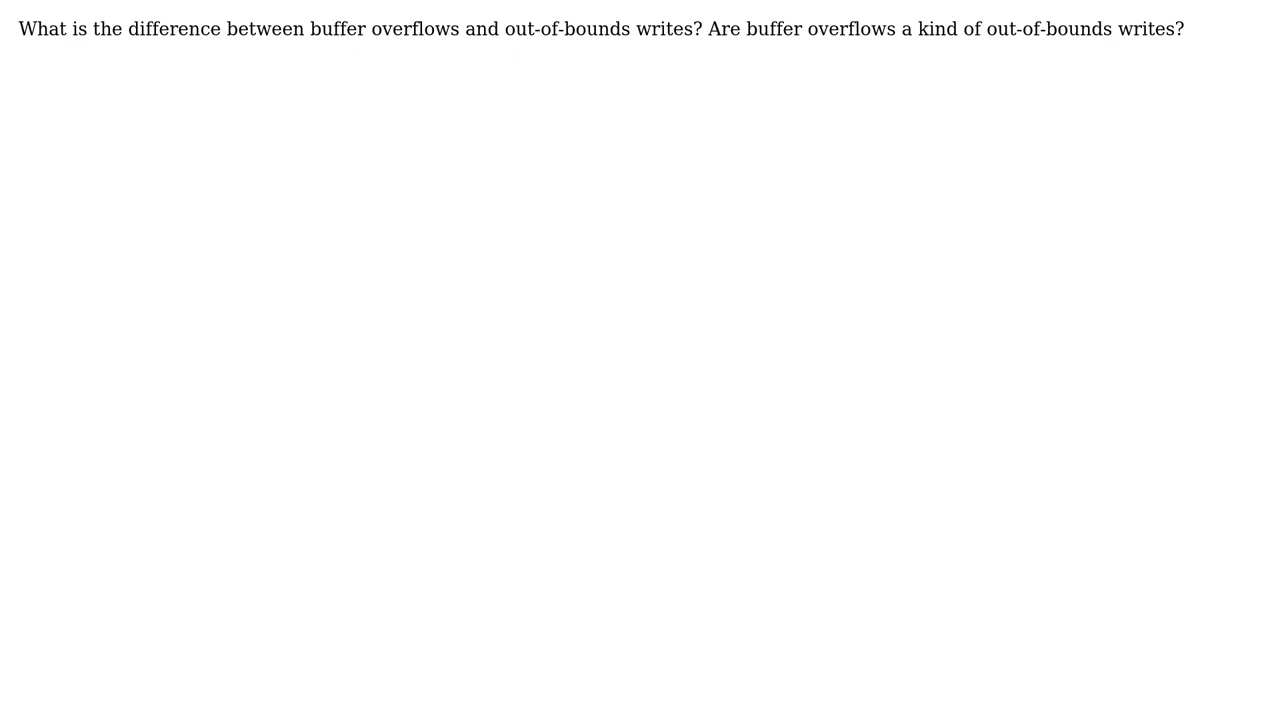 What is the difference between buffer overflows and out-of-bounds writes? Are buffer overflows a kind of out-of-bounds writes?